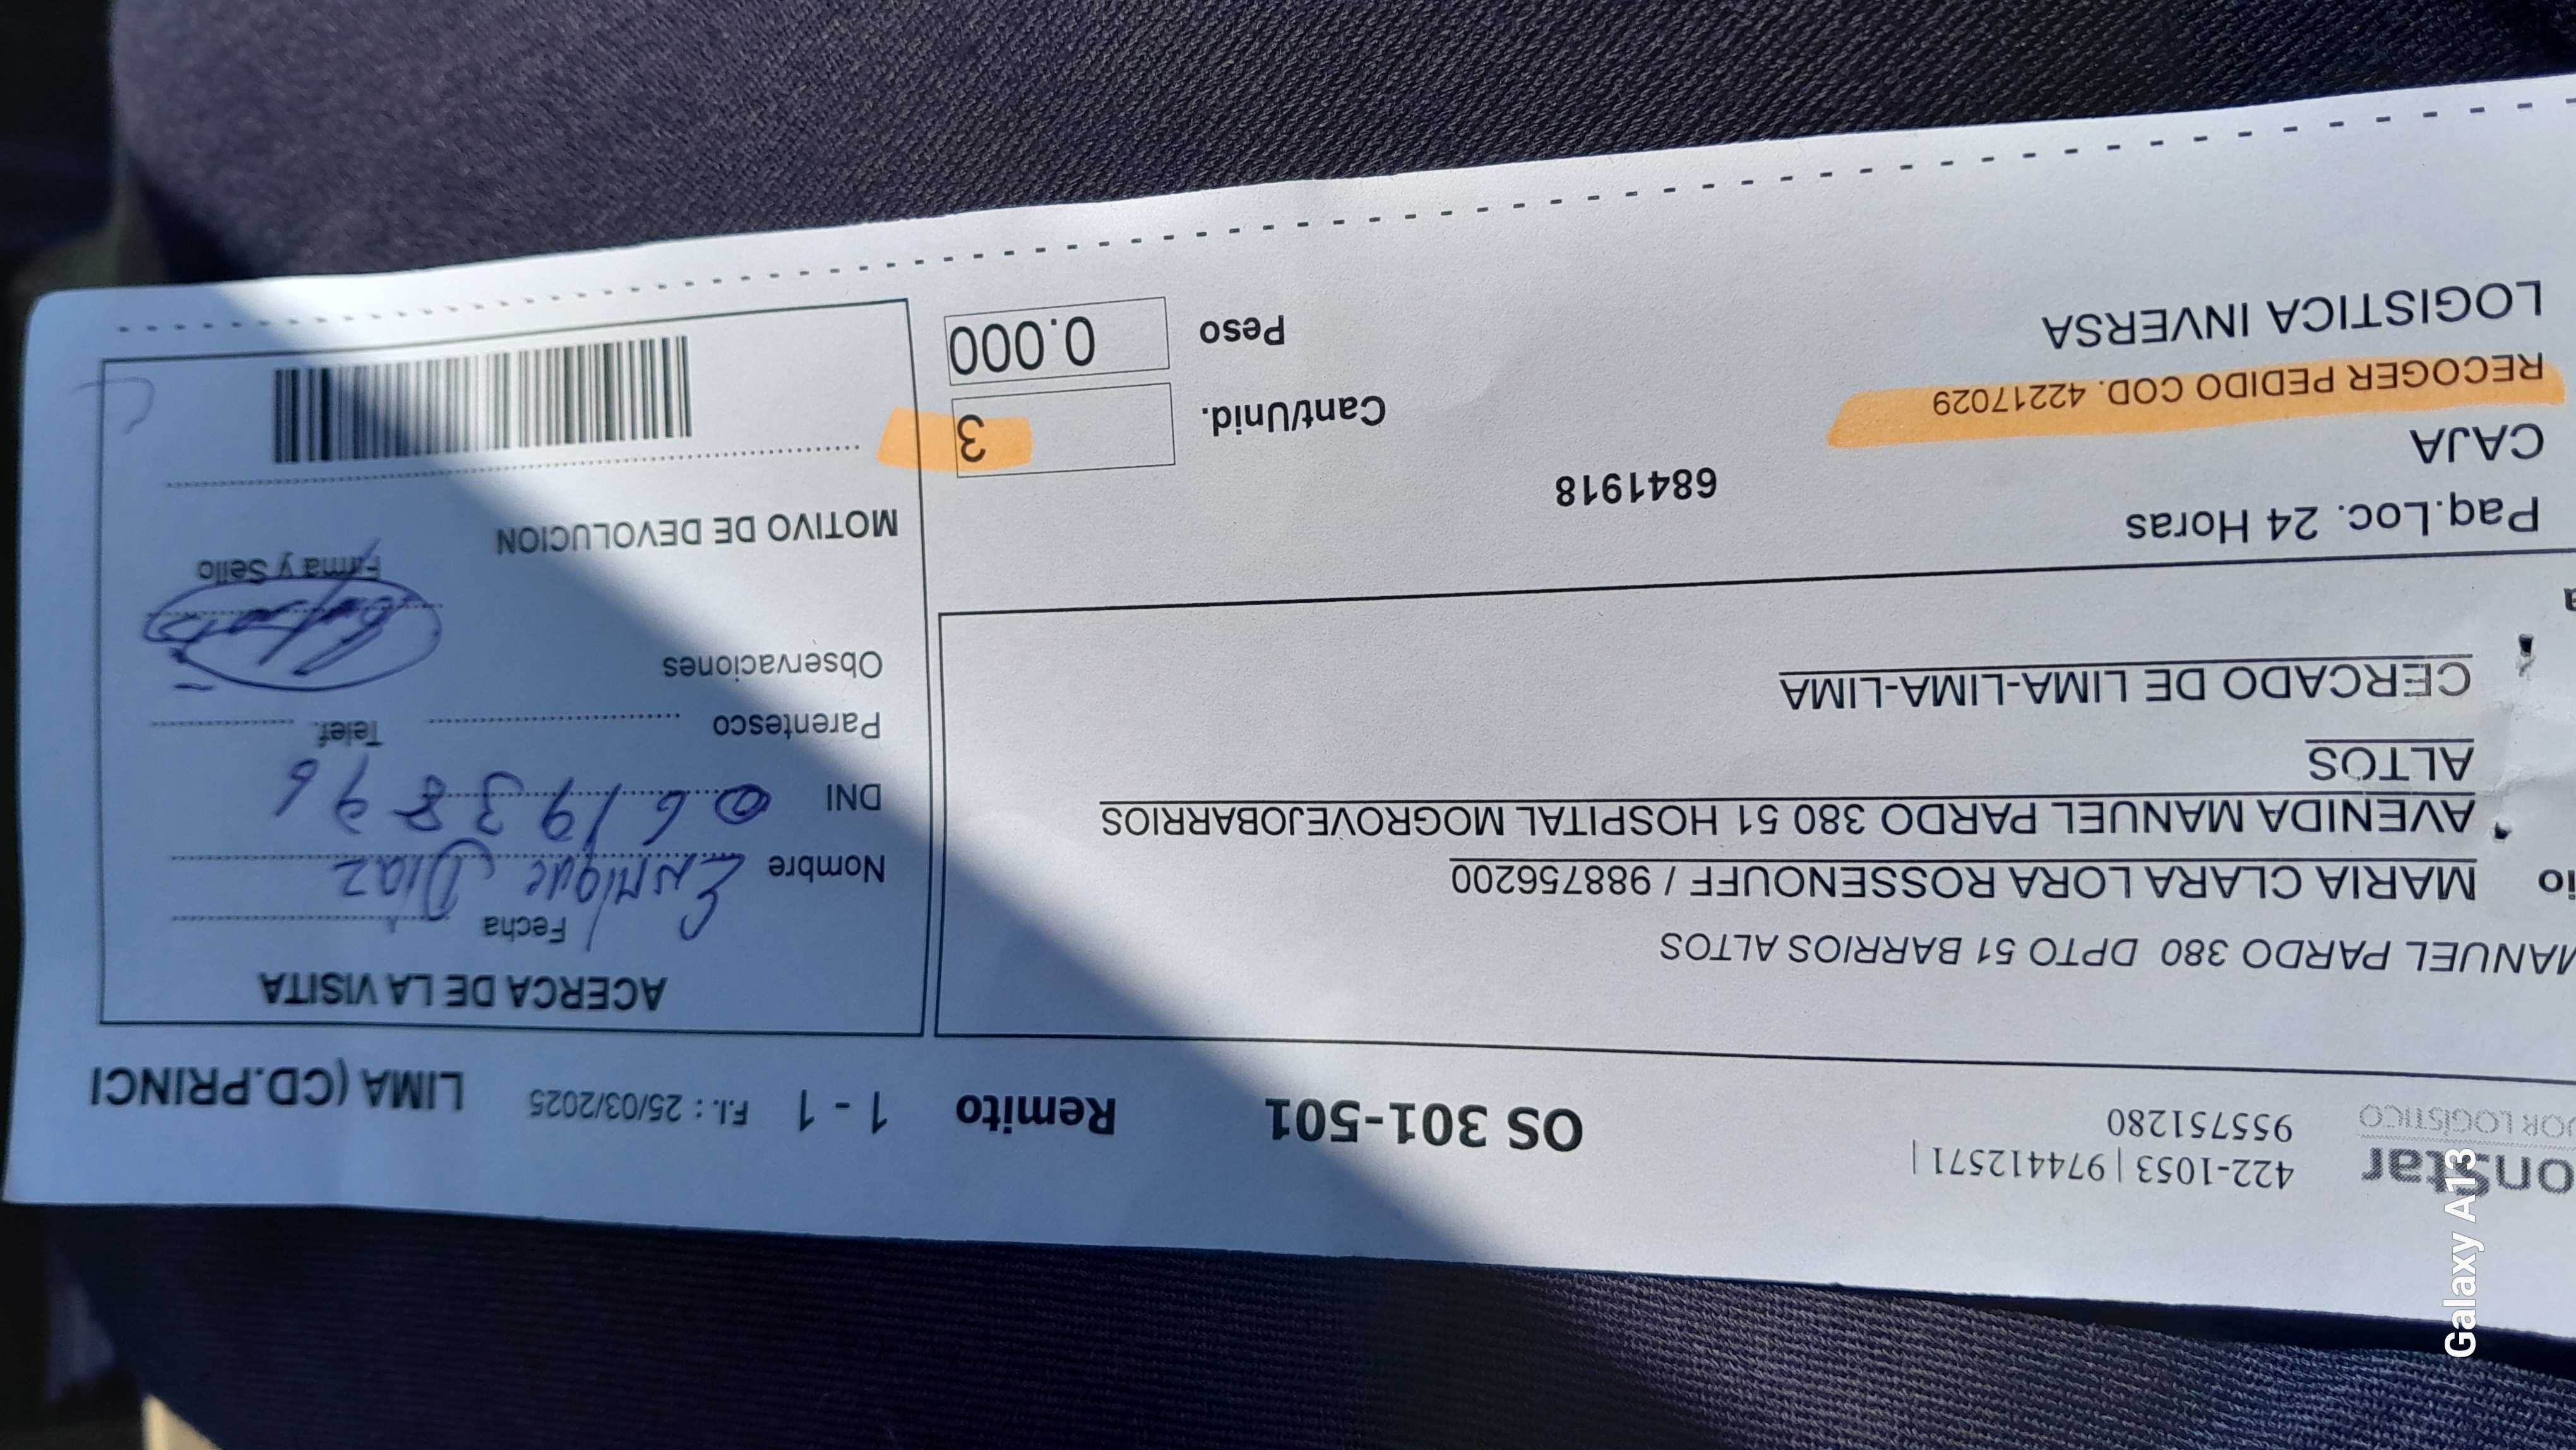 onStar
OR LOGISTICO
422-1053 | 974412571 |
955751280
OS 301-501
Remito
1 - 1
F.I. : 25/03/2025
LIMA (CD.PRINCI
MANUEL PARDO 380 DPTO 51 BARRIOS ALTOS
io
MARIA CLARA LORA ROSSENOUFF / 988756200
AVENIDA MANUEL PARDO 380 51 HOSPITAL MOGROVEJOBARRIOS
ALTOS
CERCADO DE LIMA-LIMA-LIMA
a
Paq.Loc. 24 Horas
CAJA
6841918
RECOGER PEDIDO COD. 42217029
LOGISTICA INVERSA
Cant/Unid.
3
Peso
0.000
ACERCA DE LA VISITA
Fecha
Nombre Enrique Diaz
DNI
Parentesco
Telef.
Observaciones
Firma y Sello
MOTIVO DE DEVOLUCION
Galaxy A13